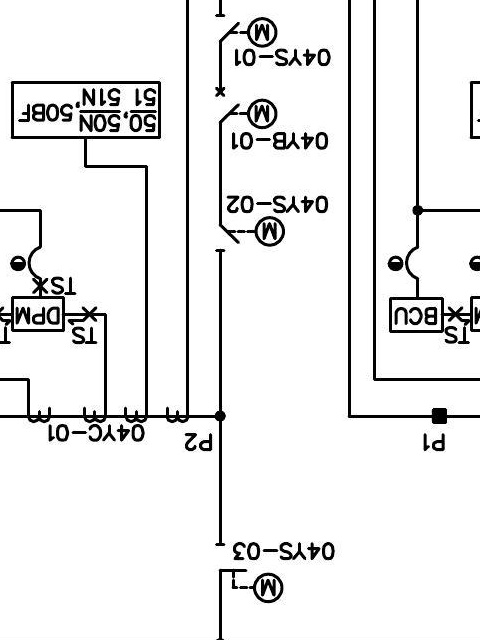 M
04YS-03
P1
P2
04YC-01
TS
TS
BCU
DPM
TS
M
04YS-02
04YB-01
M
50,50N
51 51N
,50BF
04YS-01
M